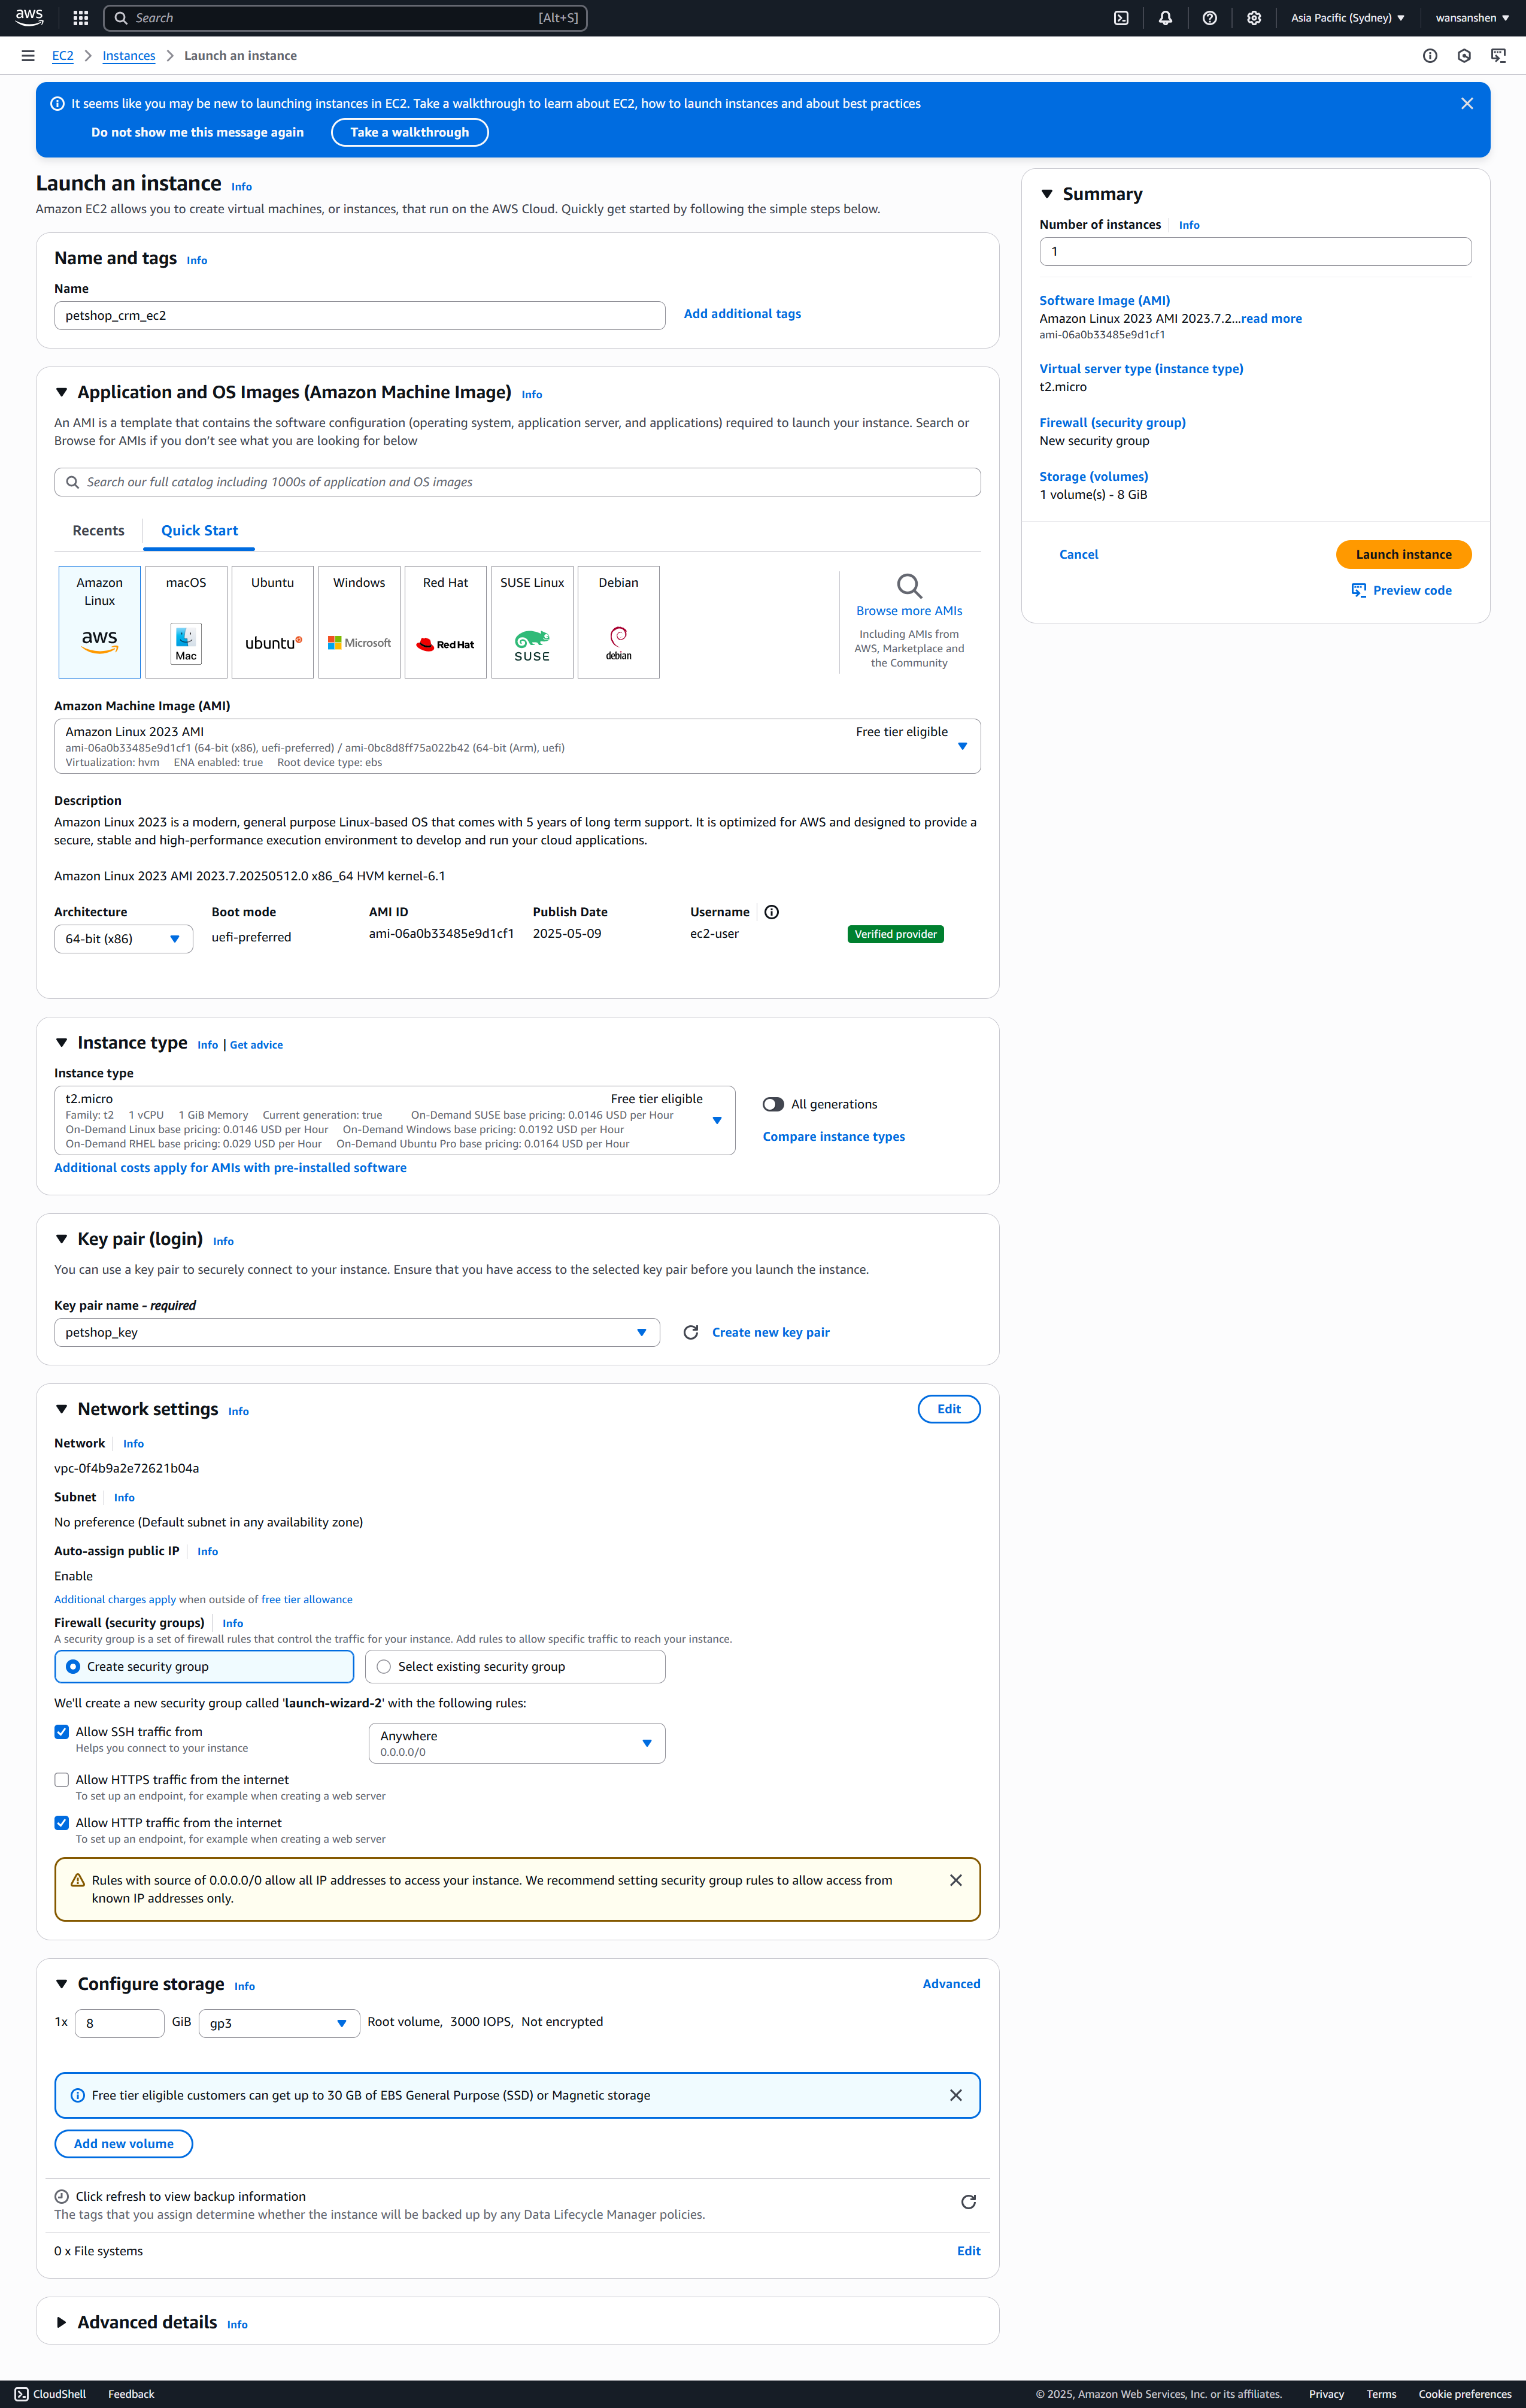 aws
Search
[Alt+S]
Asia Pacific (Sydney)
wansanshen
EC2
Instances
Launch an instance
It seems like you may be new to launching instances in EC2. Take a walkthrough to learn about EC2, how to launch instances and about best practices
Do not show me this message again
Take a walkthrough
Launch an instance Info
Amazon EC2 allows you to create virtual machines, or instances, that run on the AWS Cloud. Quickly get started by following the simple steps below.
Name and tags Info
Name
petshop_crm_ec2
Add additional tags
Application and OS Images (Amazon Machine Image) Info
An AMI is a template that contains the software configuration (operating system, application server, and applications) required to launch your instance. Search or
Browse for AMIs if you don't see what you are looking for below
Search our full catalog including 1000s of application and OS images
Recents
Quick Start
Amazon
Linux
aws
macOS
Mac
Ubuntu
ubuntu
Windows
Microsoft
Red Hat
Red Hat
SUSE Linux
SUSE
Debian
debian
Browse more AMIs
Including AMIs from
AWS, Marketplace and
the Community
Amazon Machine Image (AMI)
Amazon Linux 2023 AMI
Free tier eligible
ami-06a0b33485e9d1cf1 (64-bit (x86), uefi-preferred) / ami-0bc8d8ff75a022b42 (64-bit (Arm), uefi)
Virtualization: hvm ENA enabled: true Root device type: ebs
Description
Amazon Linux 2023 is a modern, general purpose Linux-based OS that comes with 5 years of long term support. It is optimized for AWS and designed to provide a
secure, stable and high-performance execution environment to develop and run your cloud applications.
Amazon Linux 2023 AMI 2023.7.20250512.0 x86_64 HVM kernel-6.1
Architecture
64-bit (x86)
Boot mode
uefi-preferred
AMI ID
ami-06a0b33485e9d1cf1
Publish Date
2025-05-09
Username
ec2-user
Verified provider
Instance type Info | Get advice
Instance type
t2.micro
Free tier eligible
Family: t2 1 vCPU 1 GiB Memory Current generation: true On-Demand SUSE base pricing: 0.0146 USD per Hour
On-Demand Linux base pricing: 0.0146 USD per Hour On-Demand Windows base pricing: 0.0192 USD per Hour
On-Demand RHEL base pricing: 0.029 USD per Hour On-Demand Ubuntu Pro base pricing: 0.0164 USD per Hour
All generations
Compare instance types
Additional costs apply for AMIs with pre-installed software
Key pair (login) Info
You can use a key pair to securely connect to your instance. Ensure that you have access to the selected key pair before you launch the instance.
Key pair name - required
petshop_key
Create new key pair
Network settings Info
Edit
Network Info
vpc-0f4b9a2e72621b04a
Subnet Info
No preference (Default subnet in any availability zone)
Auto-assign public IP Info
Enable
Additional charges apply when outside of free tier allowance
Firewall (security groups) Info
A security group is a set of firewall rules that control the traffic for your instance. Add rules to allow specific traffic to reach your instance.
Create security group
Select existing security group
We'll create a new security group called 'launch-wizard-2' with the following rules:
Allow SSH traffic from
Helps you connect to your instance
Anywhere
0.0.0.0/0
Allow HTTPS traffic from the internet
To set up an endpoint, for example when creating a web server
Allow HTTP traffic from the internet
To set up an endpoint, for example when creating a web server
Rules with source of 0.0.0.0/0 allow all IP addresses to access your instance. We recommend setting security group rules to allow access from
known IP addresses only.
Configure storage Info
Advanced
1x 8 GiB gp3 Root volume, 3000 IOPS, Not encrypted
Free tier eligible customers can get up to 30 GB of EBS General Purpose (SSD) or Magnetic storage
Add new volume
Click refresh to view backup information
The tags that you assign determine whether the instance will be backed up by any Data Lifecycle Manager policies.
0 x File systems
Edit
Advanced details Info
Summary
Number of instances Info
1
Software Image (AMI)
Amazon Linux 2023 AMI 2023.7.2...read more
ami-06a0b33485e9d1cf1
Virtual server type (instance type)
t2.micro
Firewall (security group)
New security group
Storage (volumes)
1 volume(s) - 8 GiB
Cancel
Launch instance
Preview code
CloudShell
Feedback
© 2025, Amazon Web Services, Inc. or its affiliates.
Privacy
Terms
Cookie preferences